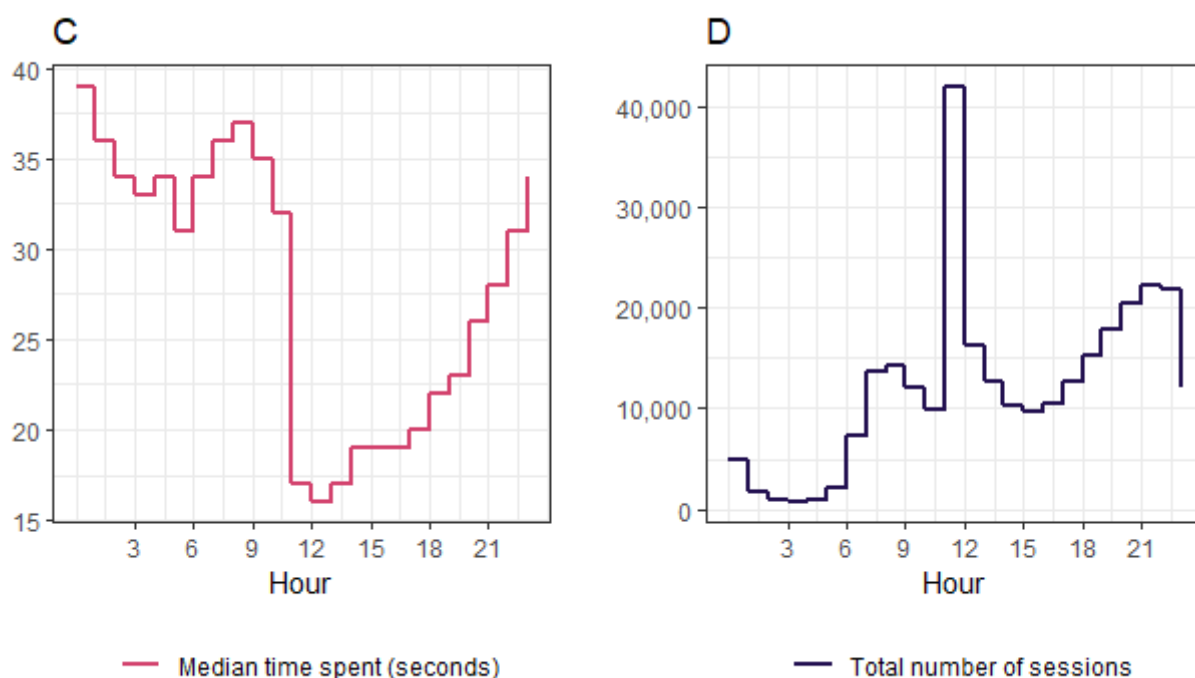 C
40
35
30
25
20
15
3 6 9 12 15 18 21
Hour
Median time spent (seconds)
D
40,000
30,000
20,000
10,000
0
3 6 9 12 15 18 21
Hour
Total number of sessions